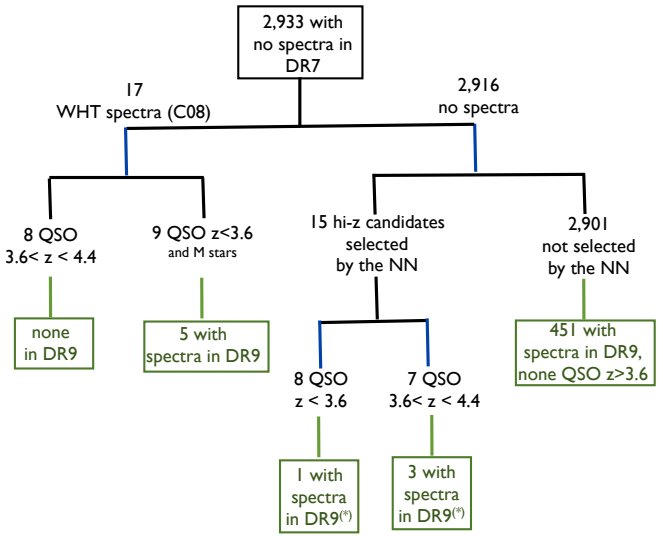 2,933 with
no spectra in
DR7
17
WHT spectra (C08)
2,916
no spectra
8 QSO
3.6< z < 4.4
9 QSO z<3.6
and M stars
15 hi-z candidates
selected
by the NN
2,901
not selected
by the NN
none
in DR9
5 with
spectra in DR9
451 with
spectra in DR9,
none QSO z>3.6
8 QSO
z < 3.6
7 QSO
3.6< z < 4.4
1 with
spectra
in DR9(*)
3 with
spectra
in DR9(*)